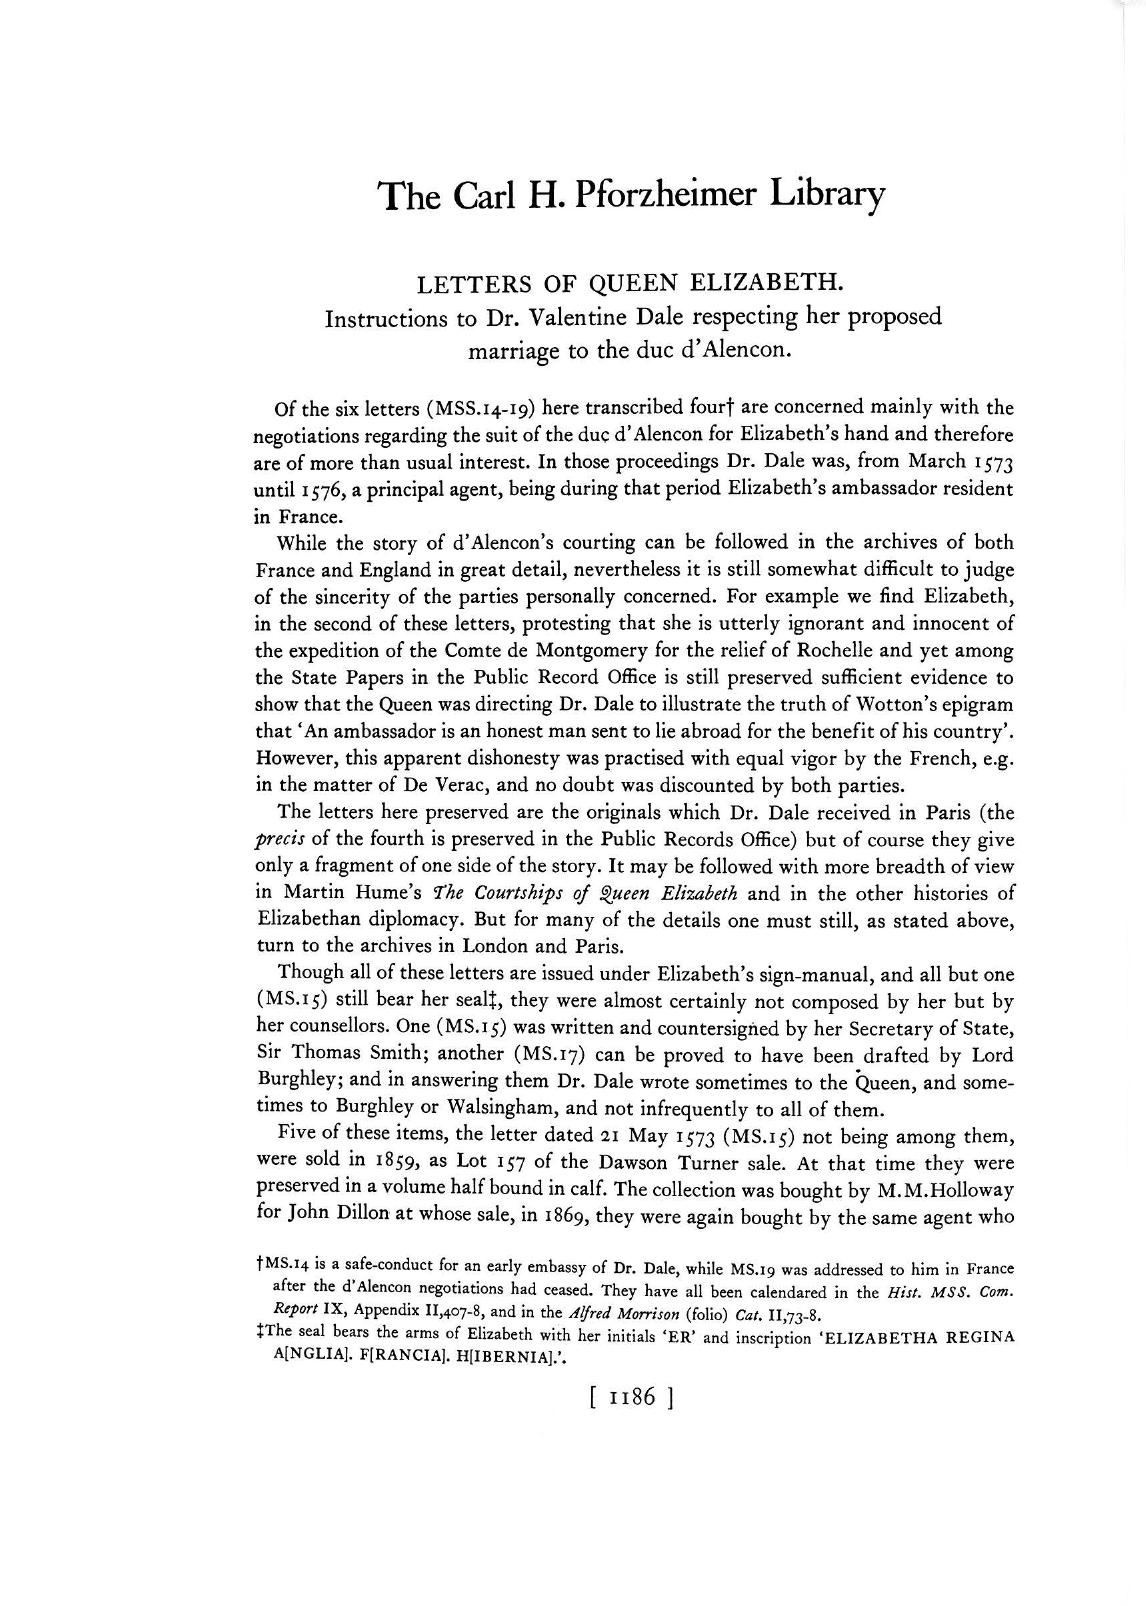 The Carl H. Pforzheimer Library
LETTERS OF QUEEN ELIZABETH.
Instructions to Dr. Valentine Dale respecting her proposed
marriage to the duc d'Alencon.
Of the six letters (MSS.14-19) here transcribed four† are concerned mainly with the
negotiations regarding the suit of the duc d'Alencon for Elizabeth's hand and therefore
are of more than usual interest. In those proceedings Dr. Dale was, from March 1573
until 1576, a principal agent, being during that period Elizabeth's ambassador resident
in France.
While the story of d'Alencon's courting can be followed in the archives of both
France and England in great detail, nevertheless it is still somewhat difficult to judge
of the sincerity of the parties personally concerned. For example we find Elizabeth,
in the second of these letters, protesting that she is utterly ignorant and innocent of
the expedition of the Comte de Montgomery for the relief of Rochelle and yet among
the State Papers in the Public Record Office is still preserved sufficient evidence to
show that the Queen was directing Dr. Dale to illustrate the truth of Wotton's epigram
that 'An ambassador is an honest man sent to lie abroad for the benefit of his country'.
However, this apparent dishonesty was practised with equal vigor by the French, e.g.
in the matter of De Verac, and no doubt was discounted by both parties.
The letters here preserved are the originals which Dr. Dale received in Paris (the
precis of the fourth is preserved in the Public Records Office) but of course they give
only a fragment of one side of the story. It may be followed with more breadth of view
in Martin Hume's The Courtships of Queen Elizabeth and in the other histories of
Elizabethan diplomacy. But for many of the details one must still, as stated above,
turn to the archives in London and Paris.
Though all of these letters are issued under Elizabeth's sign-manual, and all but one
(MS.15) still bear her seal‡, they were almost certainly not composed by her but by
her counsellors. One (MS.15) was written and countersigned by her Secretary of State,
Sir Thomas Smith; another (MS.17) can be proved to have been drafted by Lord
Burghley; and in answering them Dr. Dale wrote sometimes to the Queen, and some-
times to Burghley or Walsingham, and not infrequently to all of them.
Five of these items, the letter dated 21 May 1573 (MS.15) not being among them,
were sold in 1859, as Lot 157 of the Dawson Turner sale. At that time they were
preserved in a volume half bound in calf. The collection was bought by M.M.Holloway
for John Dillon at whose sale, in 1869, they were again bought by the same agent who
†MS.14 is a safe-conduct for an early embassy of Dr. Dale, while MS.19 was addressed to him in France
after the d'Alencon negotiations had ceased. They have all been calendared in the Hist. MSS. Com.
Report IX, Appendix II,407-8, and in the Alfred Morrison (folio) Cat. II,73-8.
‡The seal bears the arms of Elizabeth with her initials 'ER' and inscription 'ELIZABETHA REGINA
A[NGLIA]. F[RANCIA]. H[IBERNIA].'.
[ 1186 ]